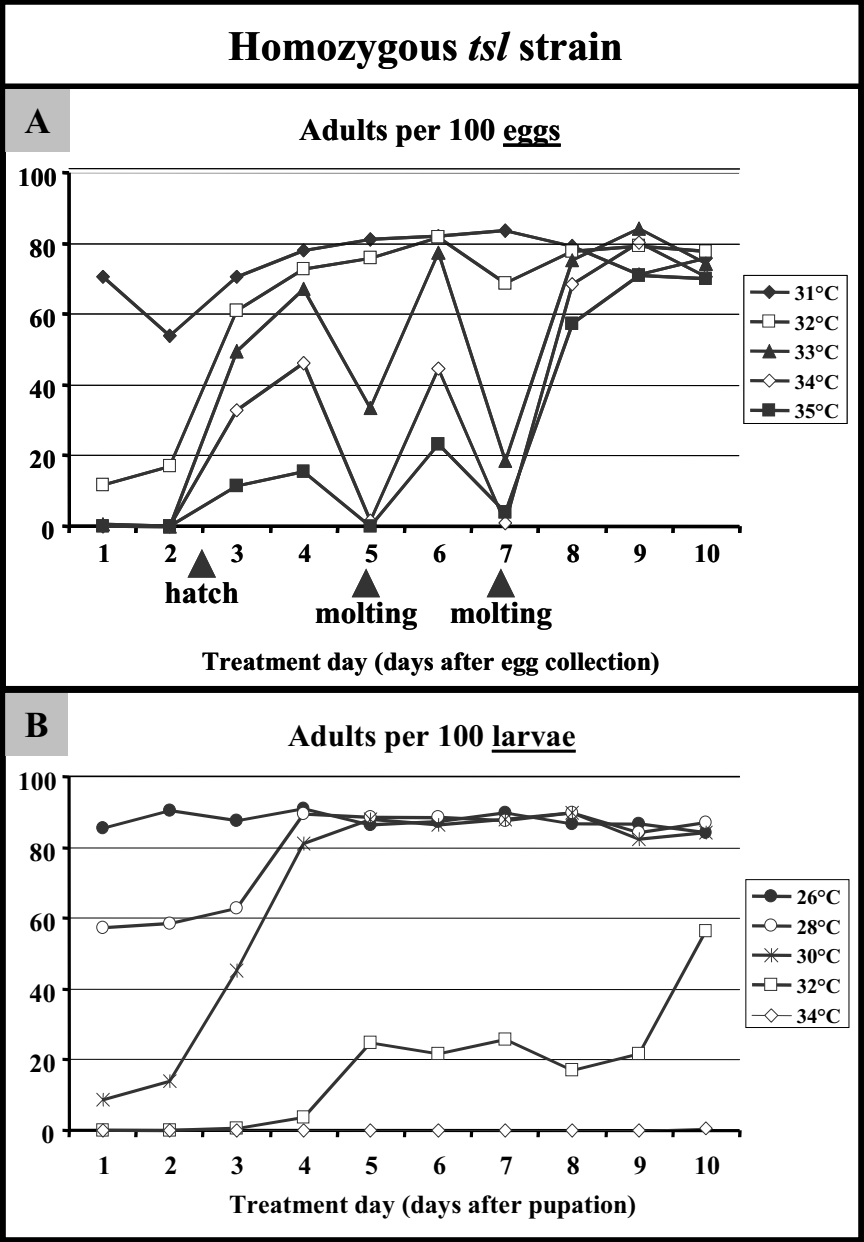 Homozygous tsl strain
A
Adults per 100 eggs
100
80
60
40
20
0
31°C
32°C
33°C
34°C
35°C
1 2 3 4 5 6 7 8 9 10
hatch
molting molting
Treatment day (days after egg collection)
B
Adults per 100 larvae
100
80
60
40
20
0
26°C
28°C
30°C
32°C
34°C
1 2 3 4 5 6 7 8 9 10
Treatment day (days after pupation)